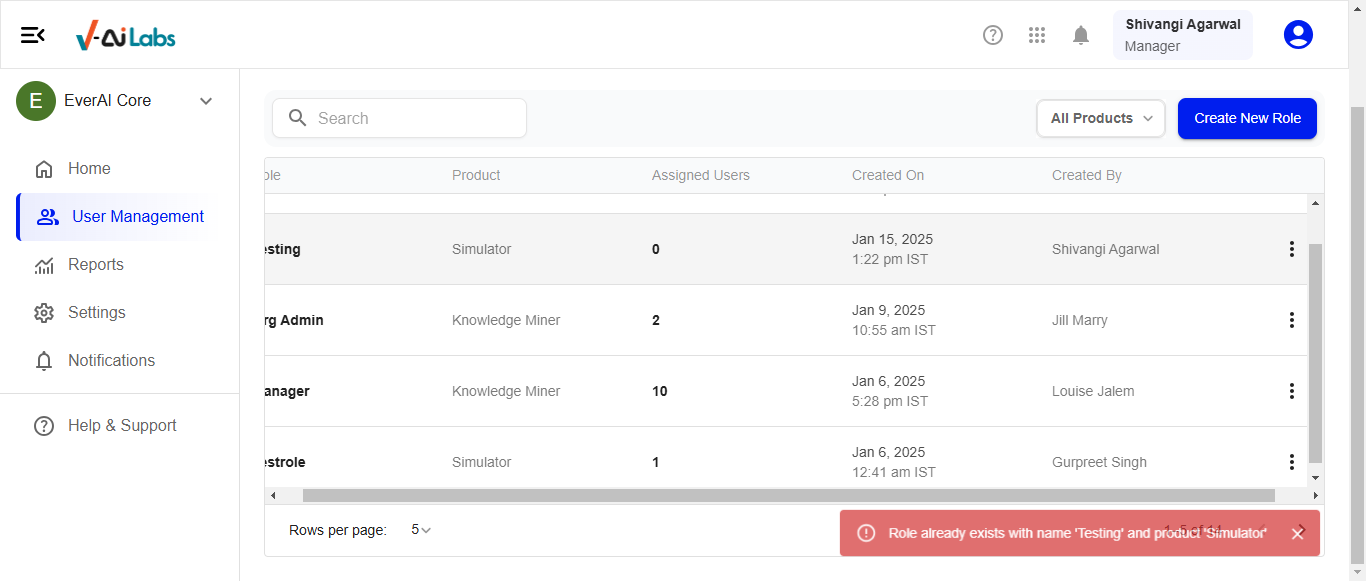 V-Ai Labs
Shivangi Agarwal
Manager
E
EverAI Core
Home
User Management
Reports
Settings
Notifications
Help & Support
Search
All Products
Create New Role
ole Product Assigned Users Created On Created By
esting Simulator 0 Jan 15, 2025 Shivangi Agarwal
1:22 pm IST
rg Admin Knowledge Miner 2 Jan 9, 2025 Jill Marry
10:55 am IST
anager Knowledge Miner 10 Jan 6, 2025 Louise Jalem
5:28 pm IST
estrole Simulator 1 Jan 6, 2025 Gurpreet Singh
12:41 am IST
Rows per page: 5
1–5 of 14
Role already exists with name 'Testing' and product 'Simulator'